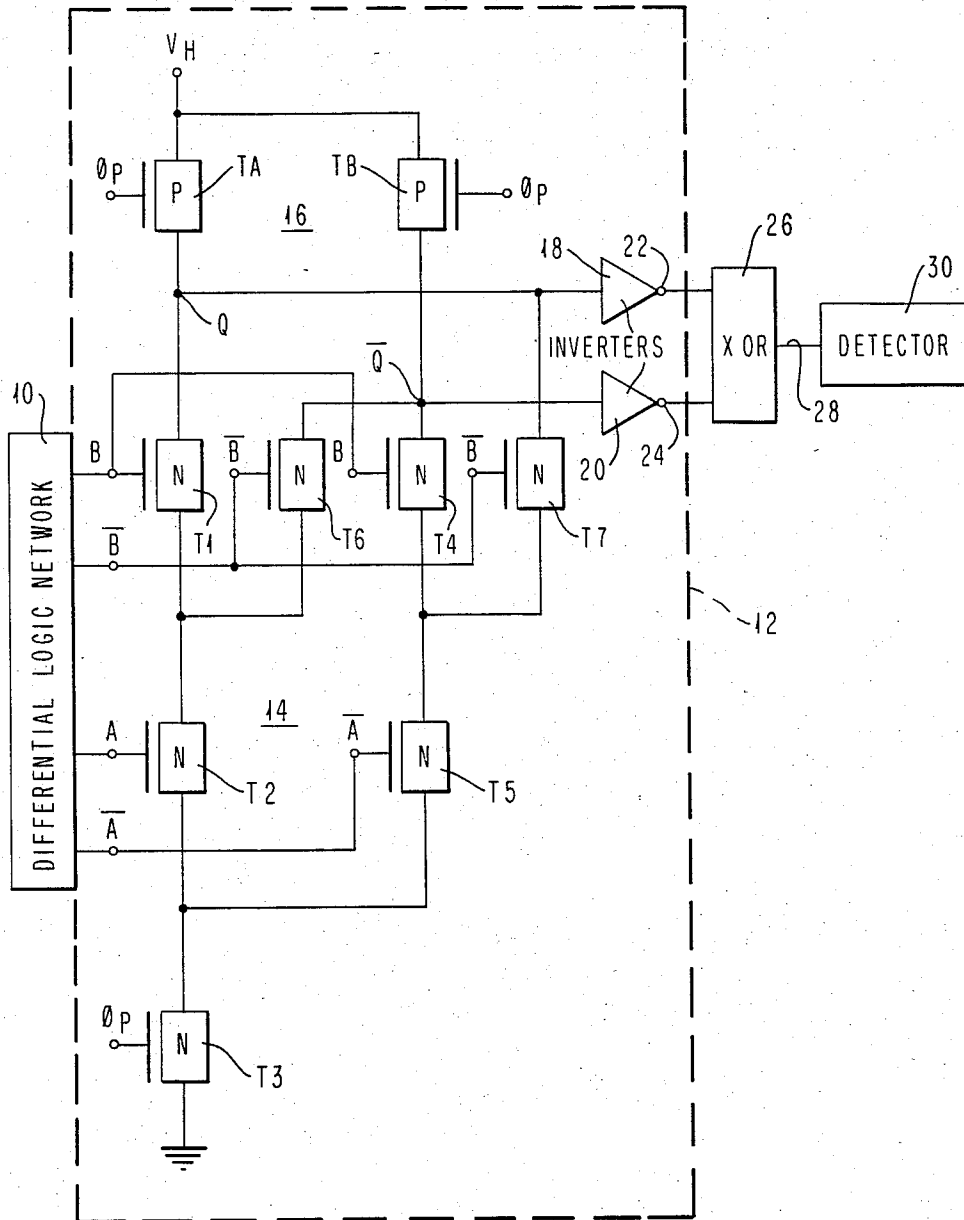 VH
ØP
P
TA
TB
P
ØP
16
18
22
26
30
Q
INVERTERS
X OR
DETECTOR
Q̅
28
10
B
N
B̅
N
B
N
B̅
N
20
24
T1
T6
T4
T7
B̅
12
DIFFERENTIAL LOGIC NETWORK
14
A
N
A̅
N
T2
T5
A̅
ØP
N
T3